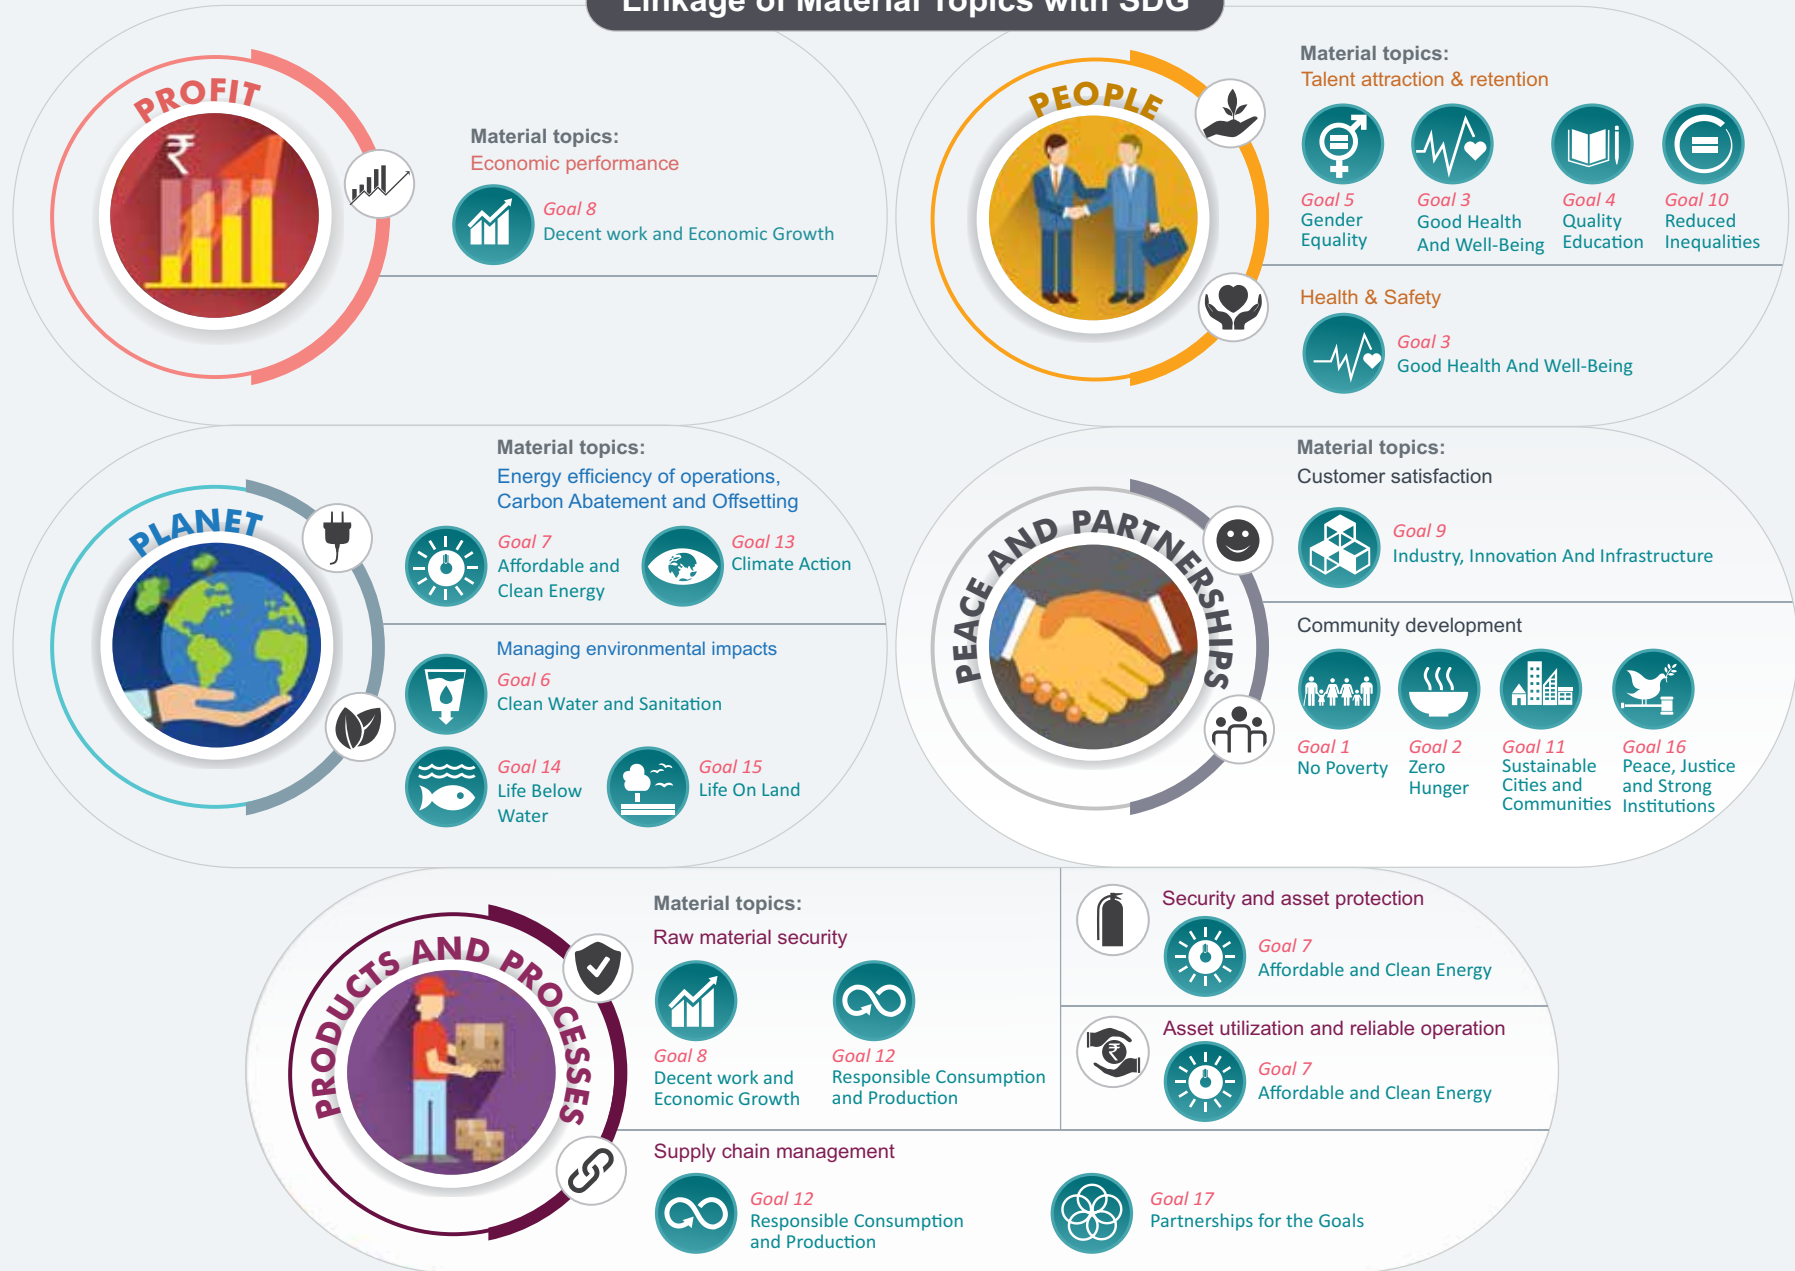 Linkage of Material Topics with SDG
PROFIT
₹
Material topics:
Economic performance
Goal 8
Decent work and Economic Growth
PEOPLE
Material topics:
Talent attraction & retention
Goal 5
Gender
Equality
Goal 3
Good Health
And Well-Being
Goal 4
Quality
Education
Goal 10
Reduced
Inequalities
Health & Safety
Goal 3
Good Health And Well-Being
PLANET
Material topics:
Energy efficiency of operations,
Carbon Abatement and Offsetting
Goal 7
Affordable and
Clean Energy
Goal 13
Climate Action
Managing environmental impacts
Goal 6
Clean Water and Sanitation
Goal 14
Life Below
Water
Goal 15
Life On Land
PEACE AND PARTNERSHIPS
Material topics:
Customer satisfaction
Goal 9
Industry, Innovation And Infrastructure
Community development
Goal 1
No Poverty
Goal 2
Zero
Hunger
Goal 11
Sustainable
Cities and
Communities
Goal 16
Peace, Justice
and Strong
Institutions
PRODUCTS AND PROCESSES
Material topics:
Raw material security
Goal 8
Decent work and
Economic Growth
Goal 12
Responsible Consumption
and Production
Security and asset protection
Goal 7
Affordable and Clean Energy
Asset utilization and reliable operation
₹
Goal 7
Affordable and Clean Energy
Supply chain management
Goal 12
Responsible Consumption
and Production
Goal 17
Partnerships for the Goals